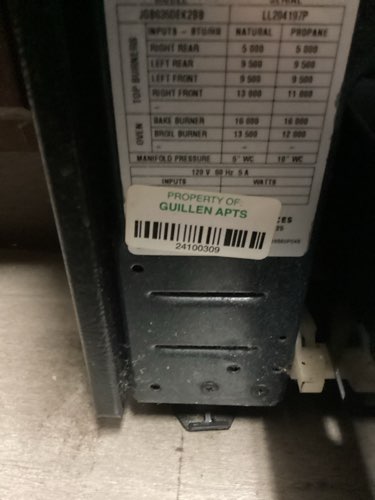 MODEL SERIAL
JGBS35DEK2BB LL204197P
INPUTS - BTU/HR NATURAL PROPANE
TOP BURNERS
RIGHT REAR 5 000 5 000
LEFT REAR 9 500 9 500
LEFT FRONT 9 500 9 500
RIGHT FRONT 13 000 11 000
–
OVEN
BAKE BURNER 16 000 16 000
BROIL BURNER 13 500 12 000
–
MANIFOLD PRESSURE 5" WC 10" WC
120 V 60 Hz 5 A
INPUTS WATTS
PROPERTY OF:
GUILLEN APTS
24100309